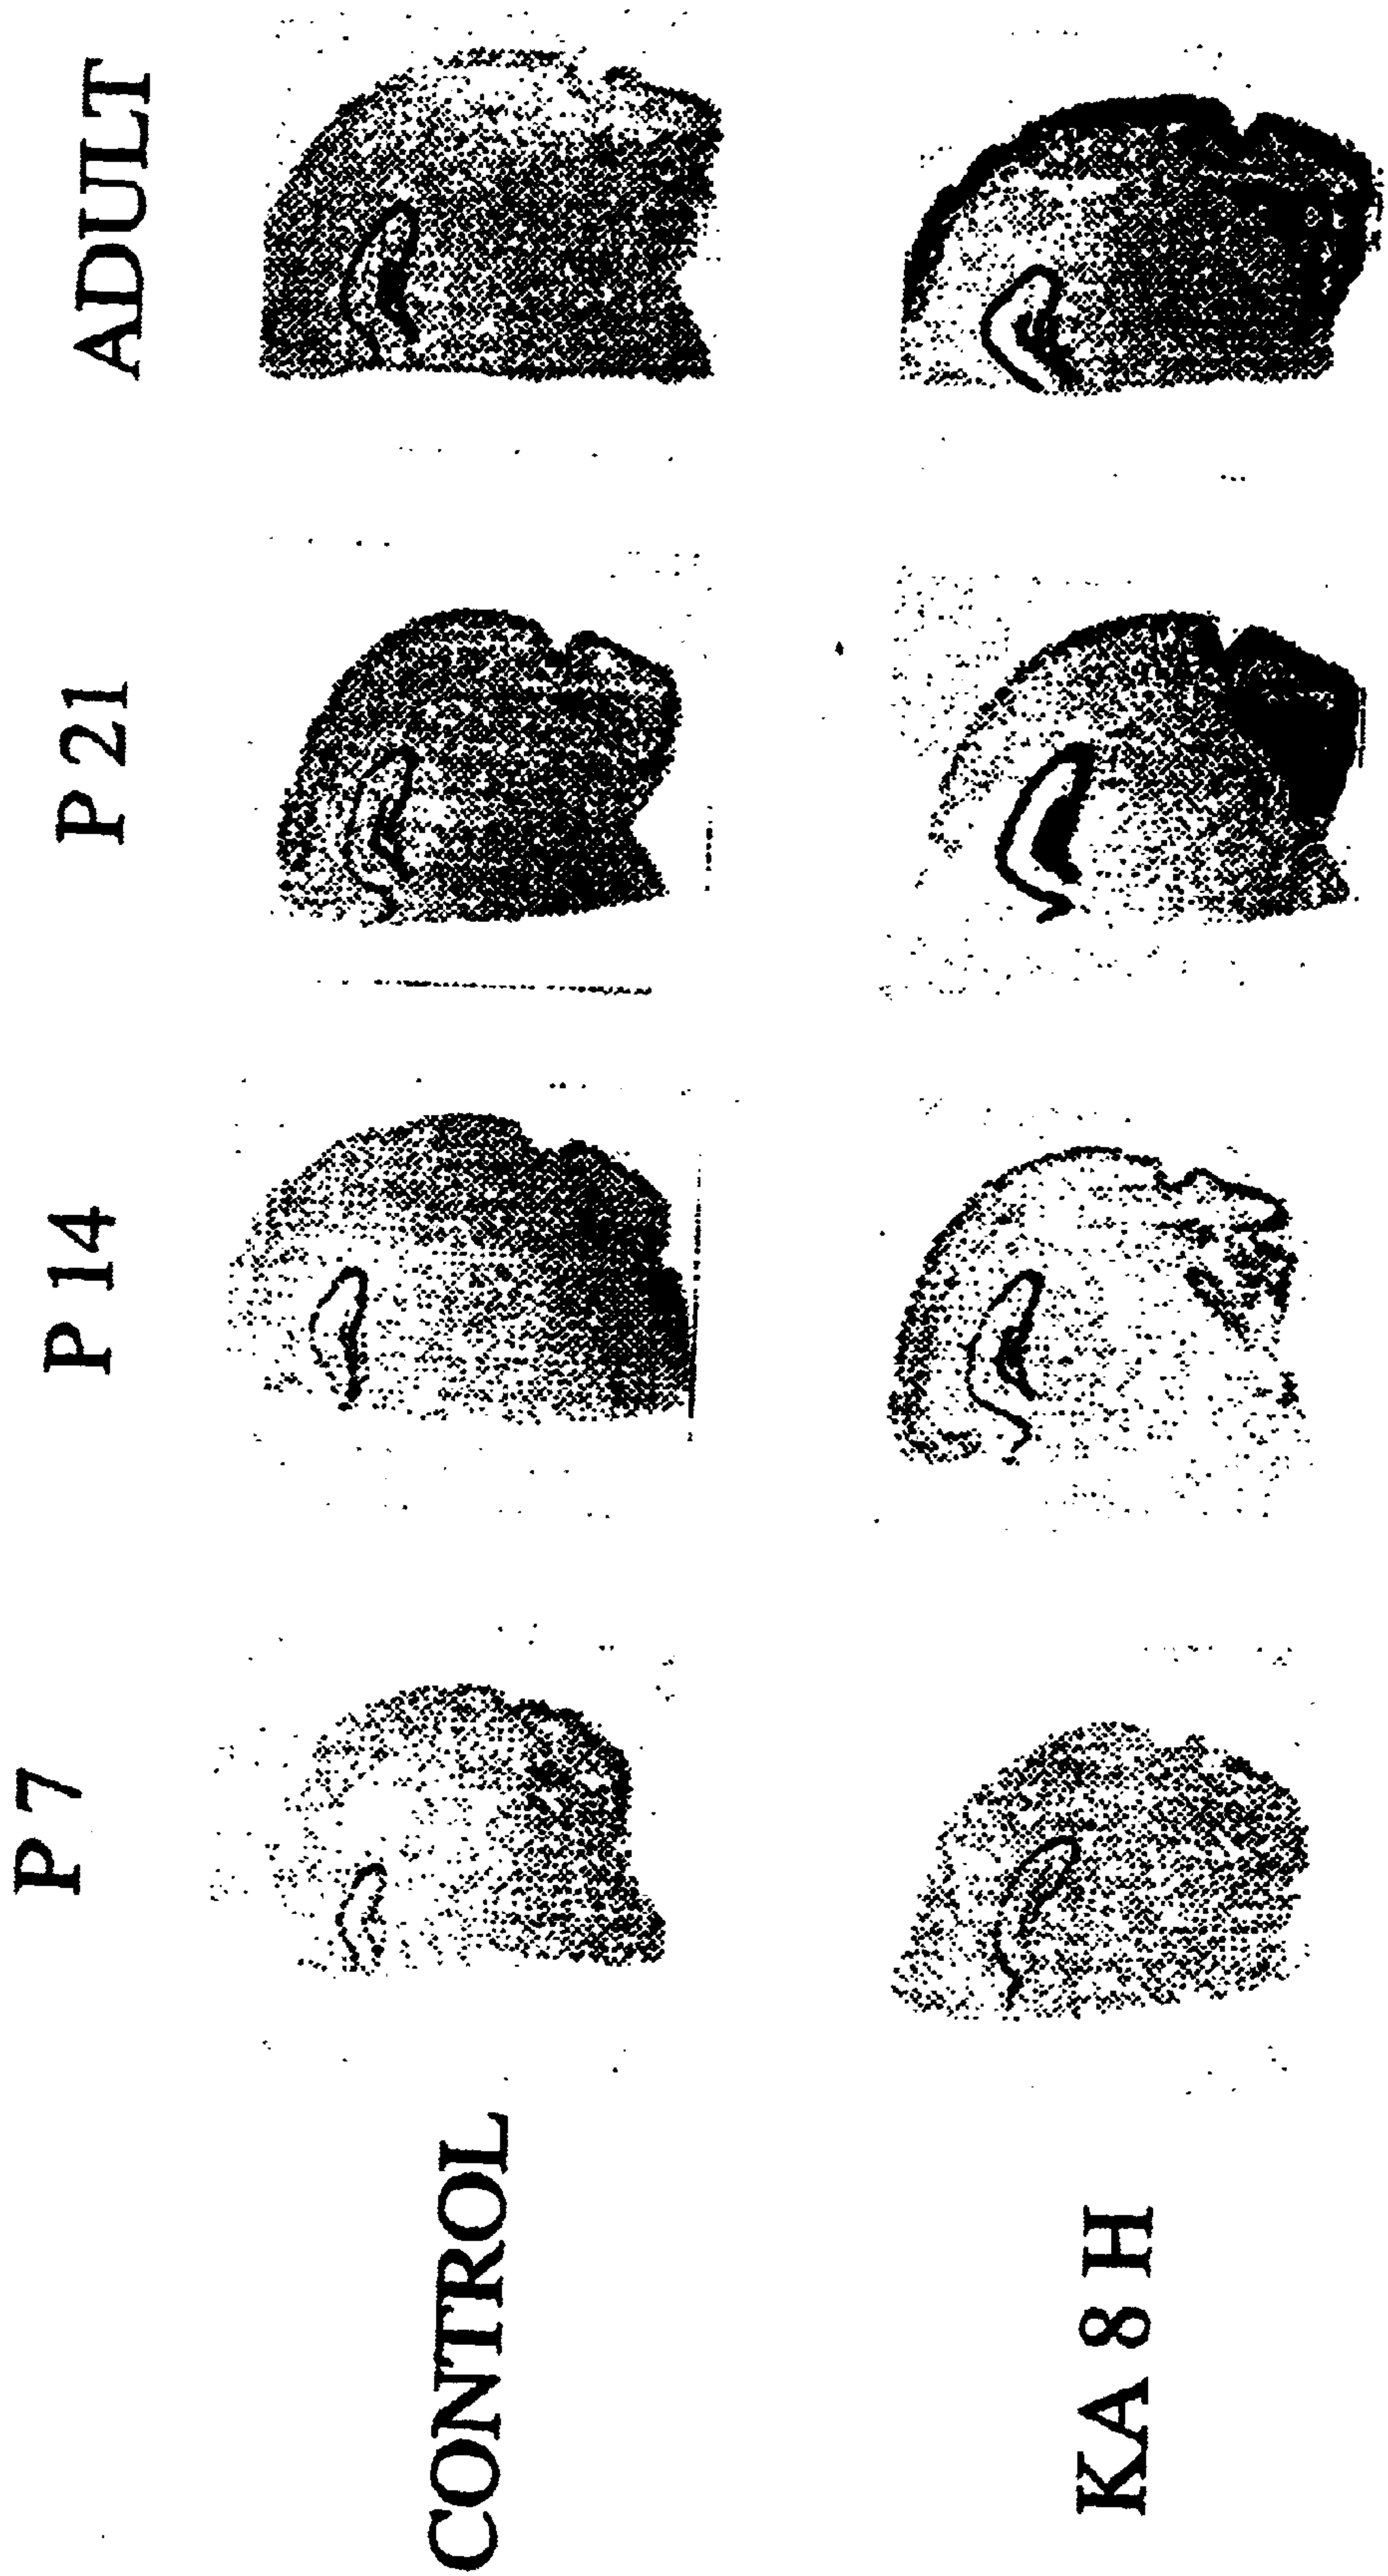 P 7
P 14
P 21
ADULT
CONTROL
KA 8 H